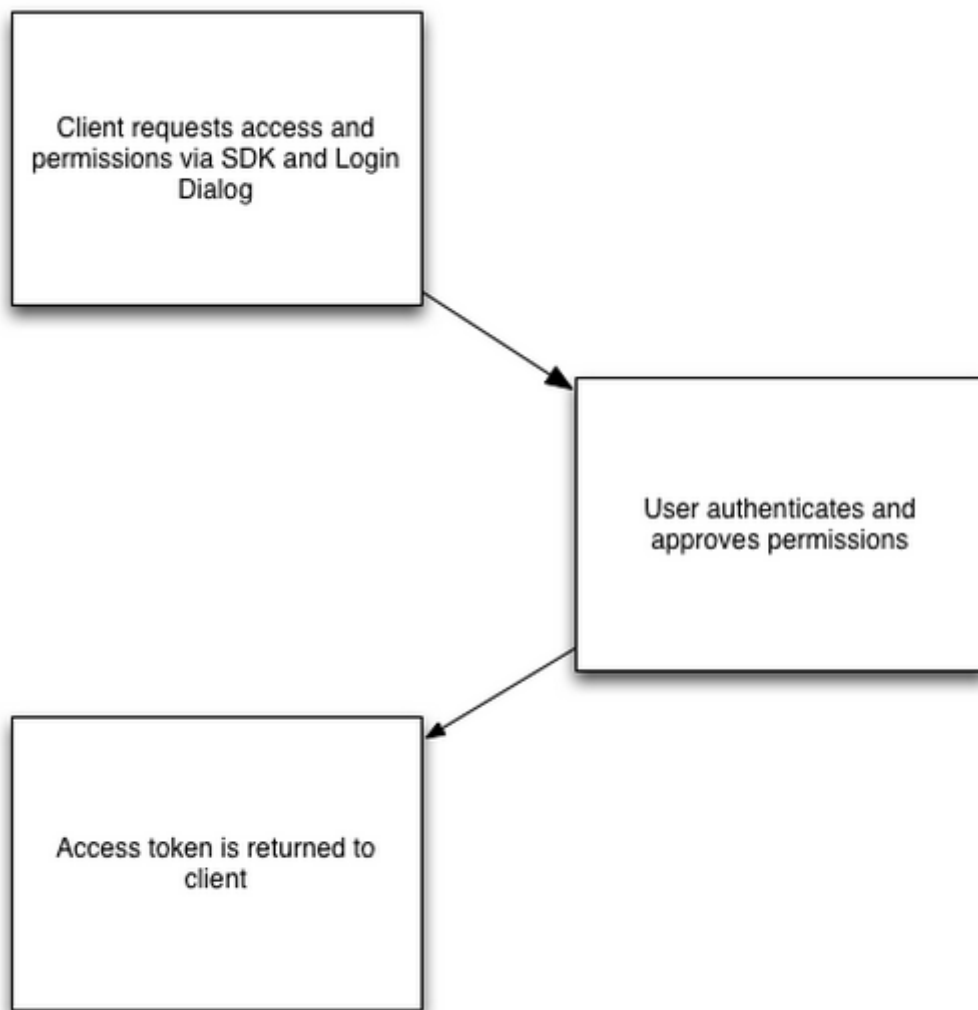 Client requests access and
permissions via SDK and Login
Dialog
User authenticates and
approves permissions
Access token is returned to
client